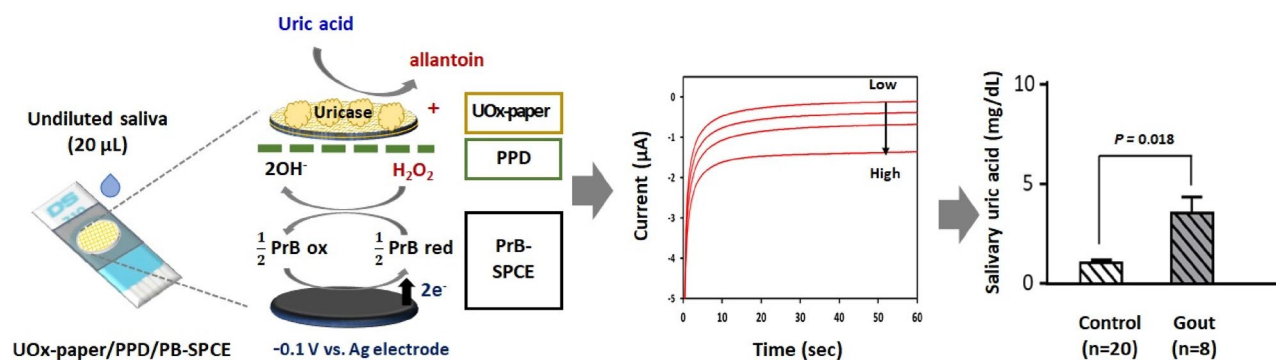 Undiluted saliva
(20 µL)
DS
UOx-paper/PPD/PB-SPCE
Uric acid
allantoin
Uricase
+
2OH⁻
H₂O₂
½ PrB ox
½ PrB red
2e⁻
-0.1 V vs. Ag electrode
UOx-paper
PPD
PrB-
SPCE
Current (µA)
0
-1
-2
-3
-4
-5
Low
High
0 10 20 30 40 50 60
Time (sec)
Salivary uric acid (mg/dL)
10
5
0
P = 0.018
Control
(n=20)
Gout
(n=8)